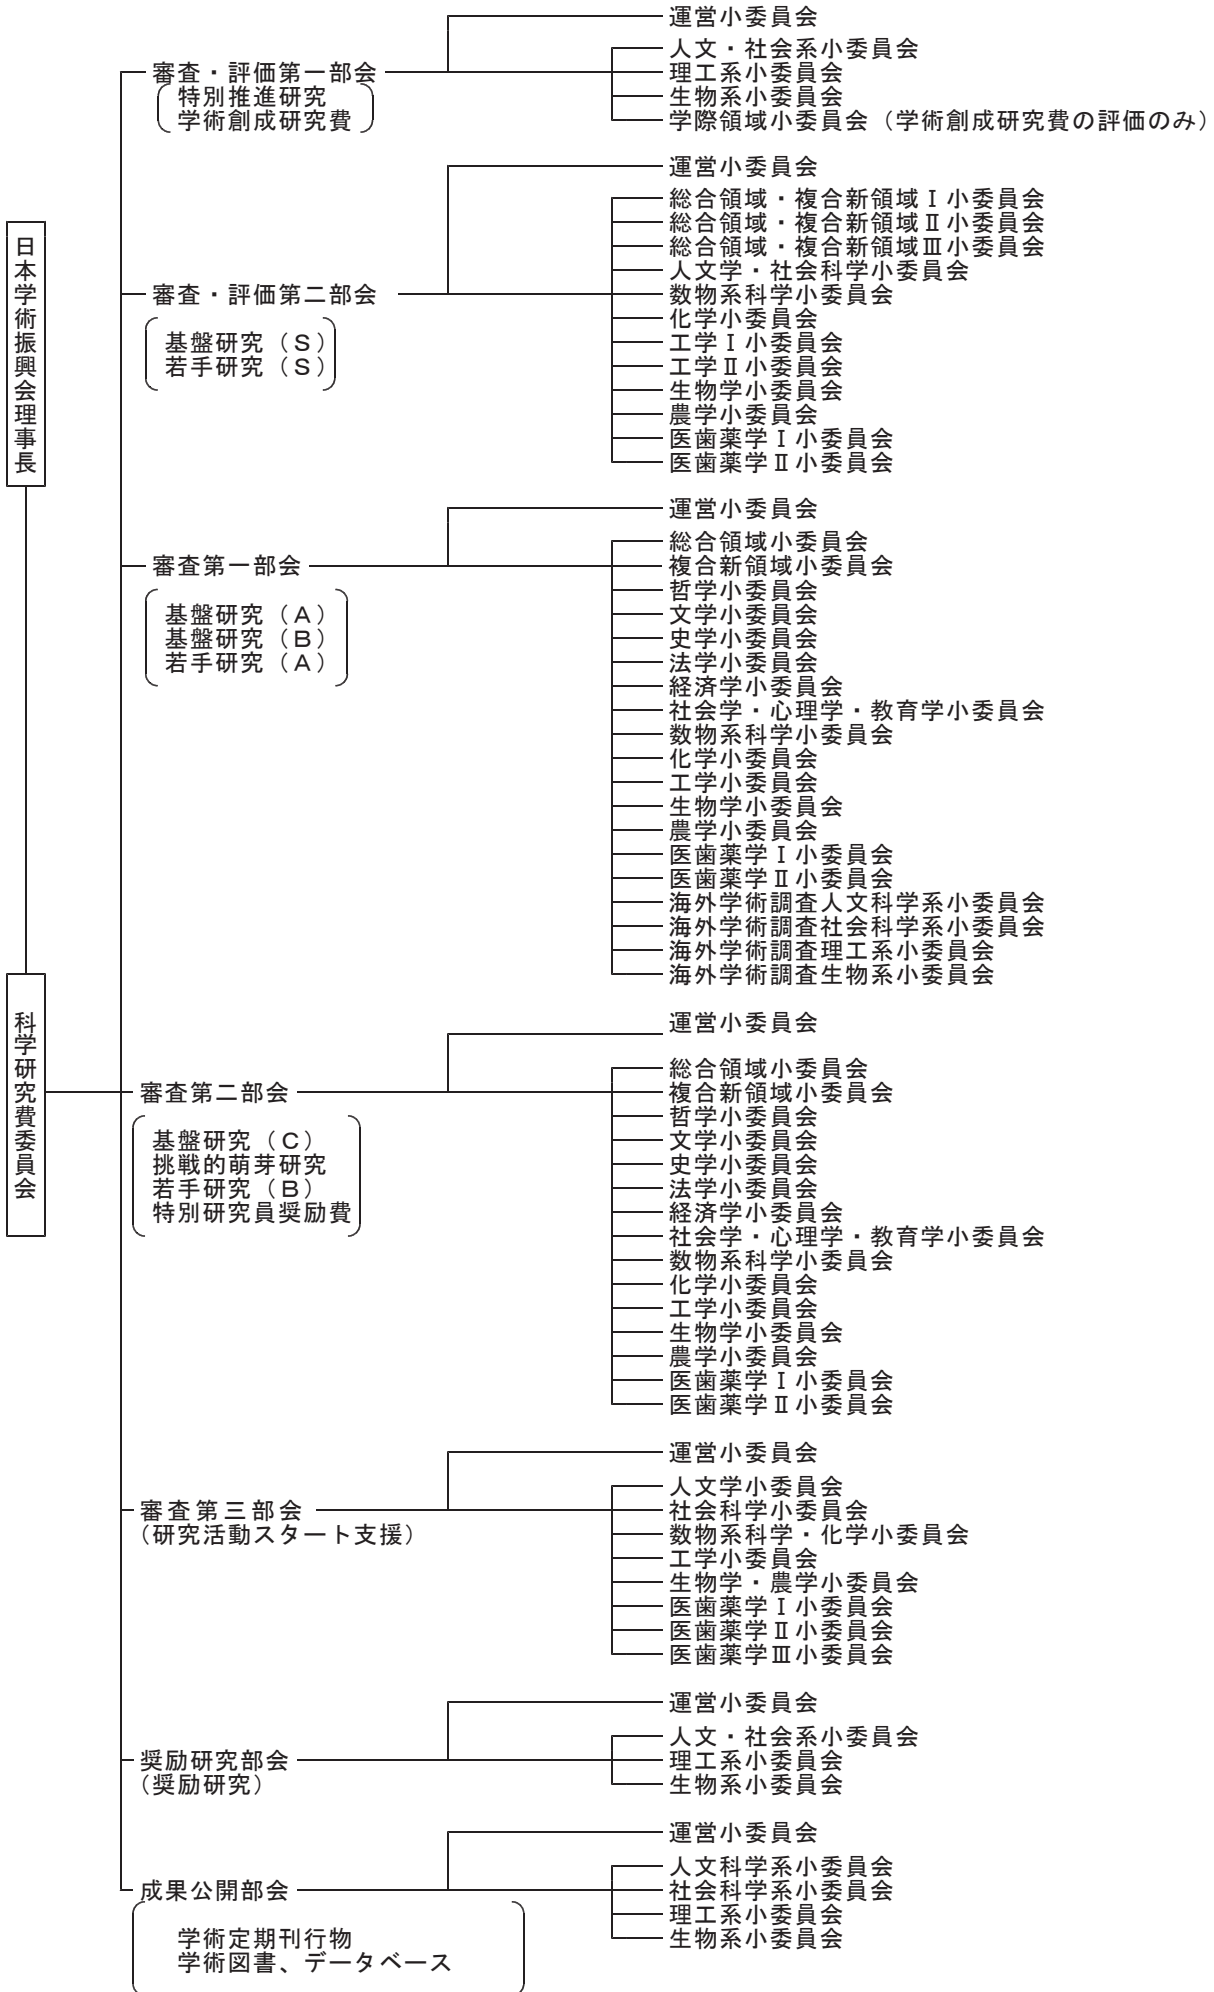 日本学術振興会理事長
科学研究費委員会
審査・評価第一部会
特別推進研究
学術創成研究費
運営小委員会
人文・社会系小委員会
理工系小委員会
生物系小委員会
学際領域小委員会（学術創成研究費の評価のみ）
審査・評価第二部会
基盤研究（Ｓ）
若手研究（Ｓ）
運営小委員会
総合領域・複合新領域Ⅰ小委員会
総合領域・複合新領域Ⅱ小委員会
総合領域・複合新領域Ⅲ小委員会
人文学・社会科学小委員会
数物系科学小委員会
化学小委員会
工学Ⅰ小委員会
工学Ⅱ小委員会
生物学小委員会
農学小委員会
医歯薬学Ⅰ小委員会
医歯薬学Ⅱ小委員会
審査第一部会
基盤研究（Ａ）
基盤研究（Ｂ）
若手研究（Ａ）
運営小委員会
総合領域小委員会
複合新領域小委員会
哲学小委員会
文学小委員会
史学小委員会
法学小委員会
経済学小委員会
社会学・心理学・教育学小委員会
数物系科学小委員会
化学小委員会
工学小委員会
生物学小委員会
農学小委員会
医歯薬学Ⅰ小委員会
医歯薬学Ⅱ小委員会
海外学術調査人文科学系小委員会
海外学術調査社会科学系小委員会
海外学術調査理工系小委員会
海外学術調査生物系小委員会
審査第二部会
基盤研究（Ｃ）
挑戦的萌芽研究
若手研究（Ｂ）
特別研究員奨励費
運営小委員会
総合領域小委員会
複合新領域小委員会
哲学小委員会
文学小委員会
史学小委員会
法学小委員会
経済学小委員会
社会学・心理学・教育学小委員会
数物系科学小委員会
化学小委員会
工学小委員会
生物学小委員会
農学小委員会
医歯薬学Ⅰ小委員会
医歯薬学Ⅱ小委員会
審査第三部会
（研究活動スタート支援）
運営小委員会
人文学小委員会
社会科学小委員会
数物系科学・化学小委員会
工学小委員会
生物学・農学小委員会
医歯薬学Ⅰ小委員会
医歯薬学Ⅱ小委員会
医歯薬学Ⅲ小委員会
奨励研究部会
（奨励研究）
運営小委員会
人文・社会系小委員会
理工系小委員会
生物系小委員会
成果公開部会
学術定期刊行物
学術図書、データベース
運営小委員会
人文科学系小委員会
社会科学系小委員会
理工系小委員会
生物系小委員会